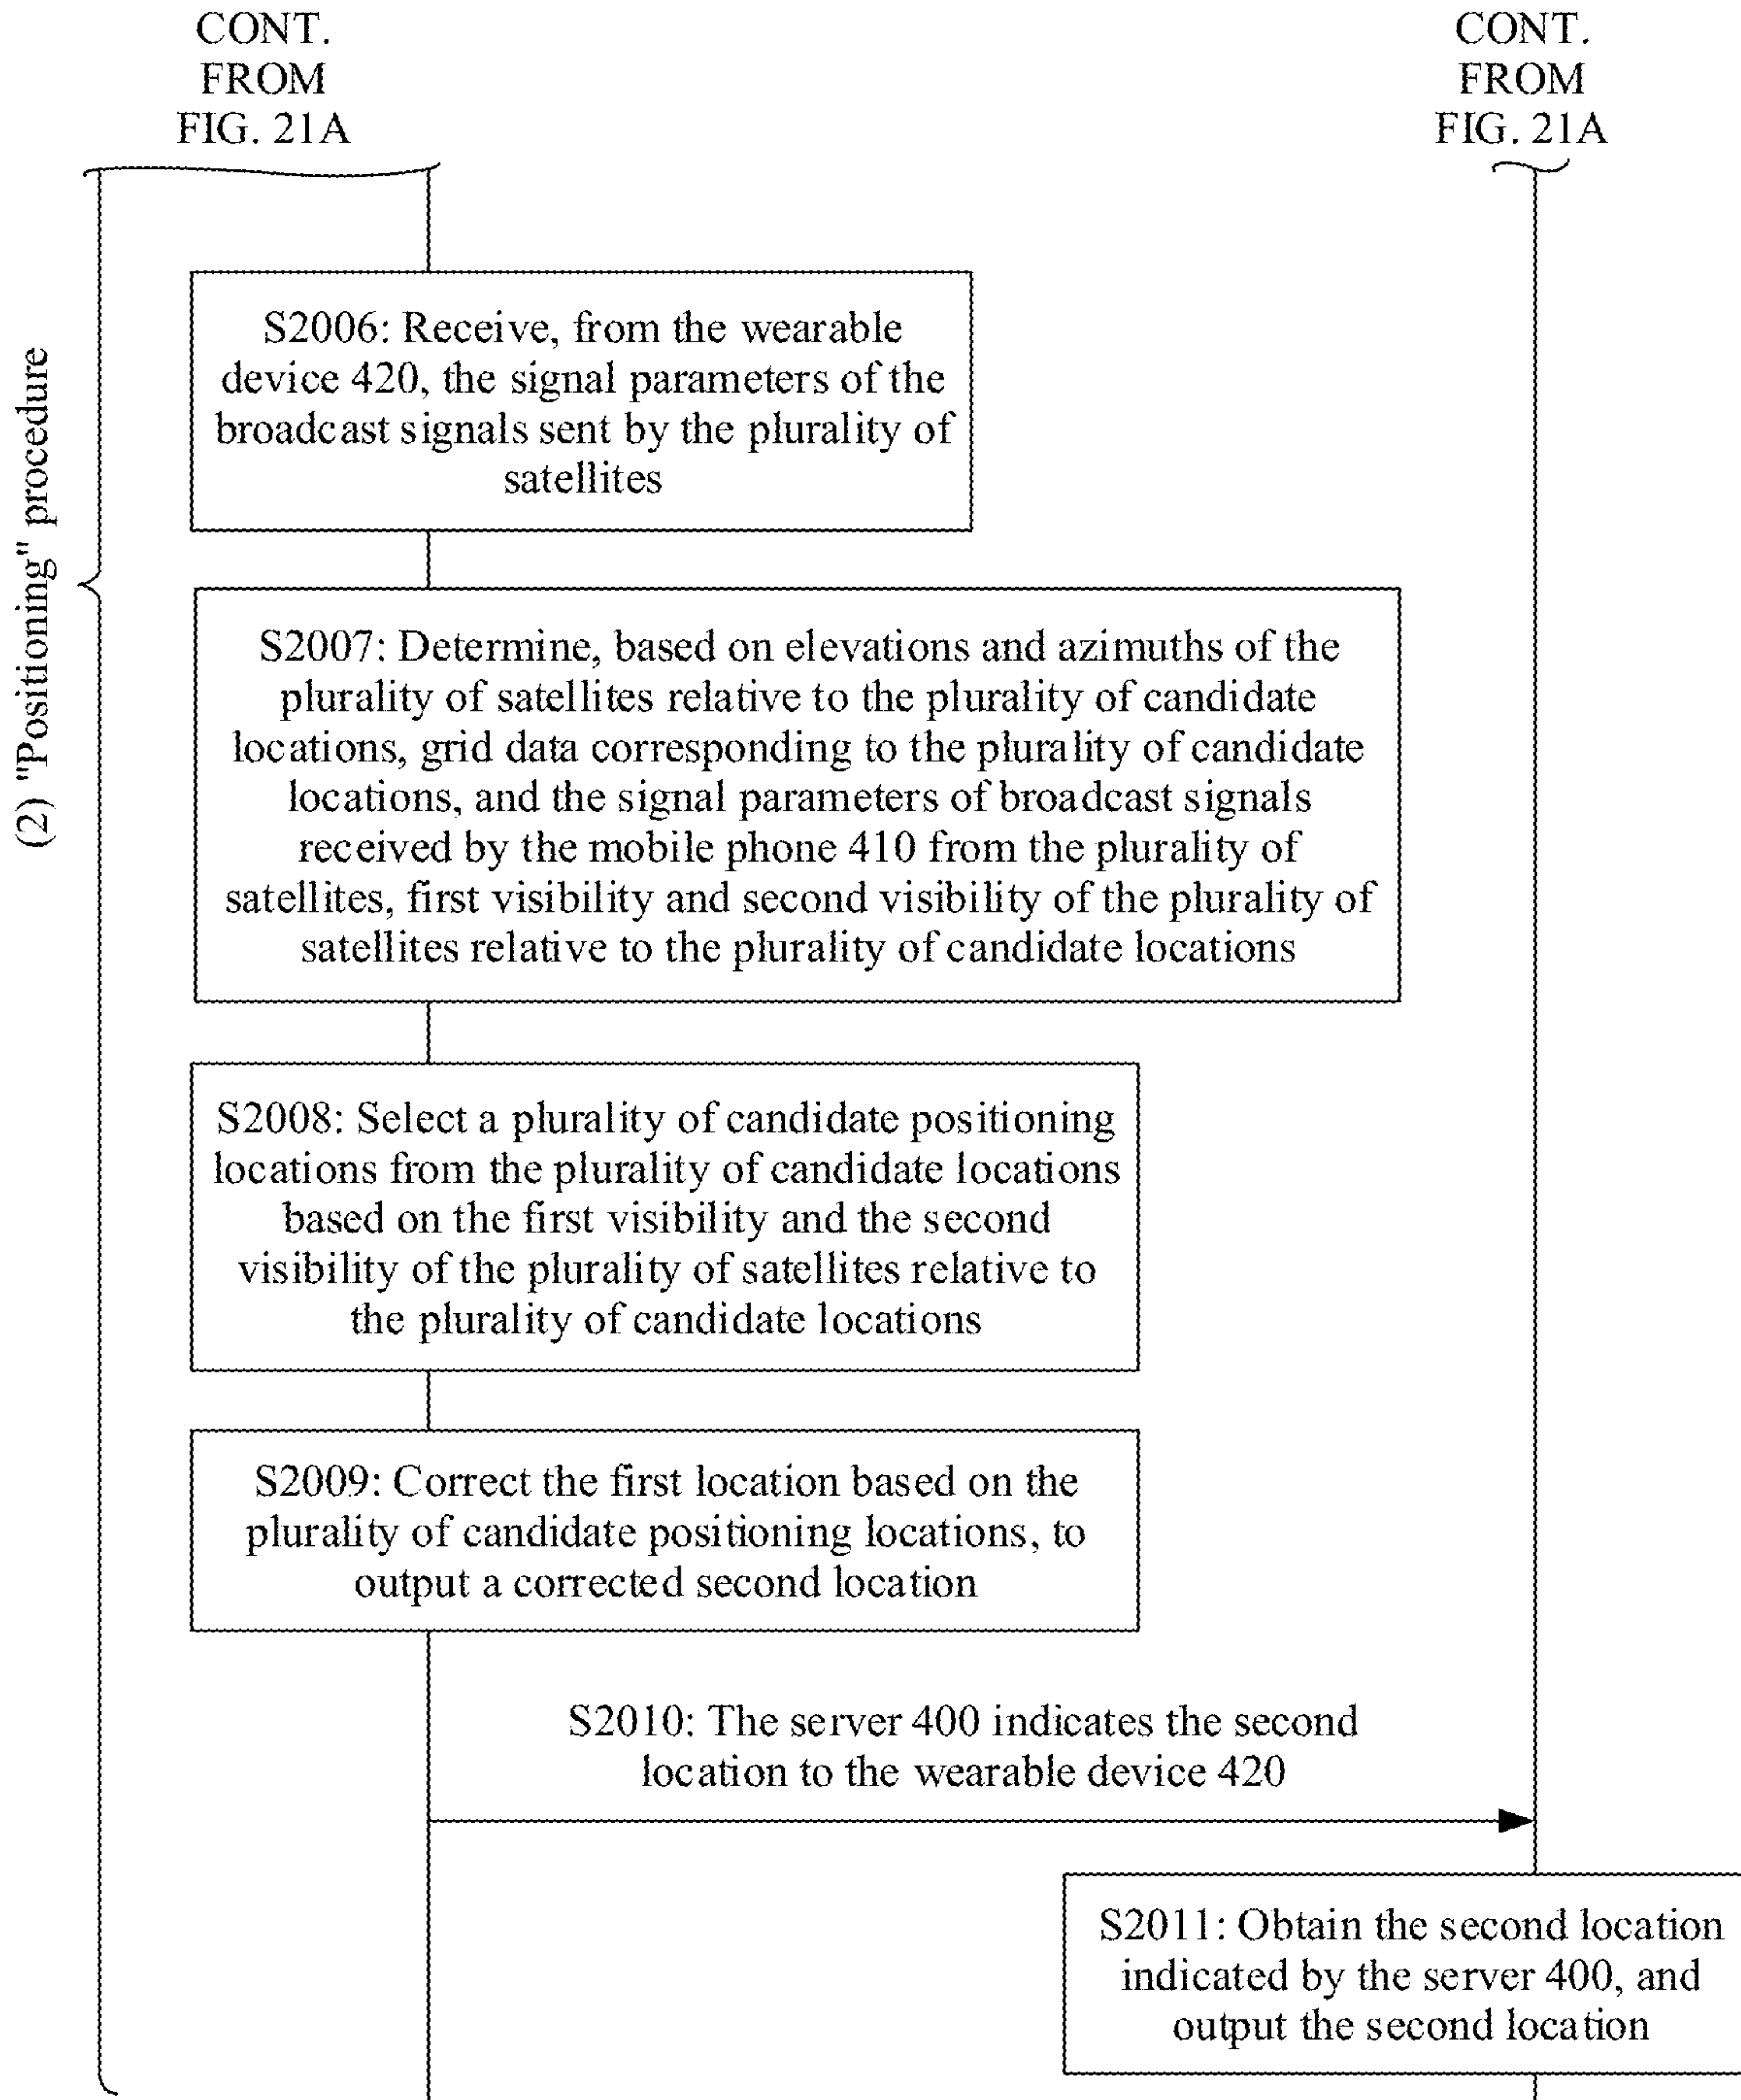 CONT.
FROM
FIG. 21A
CONT.
FROM
FIG. 21A
(2) "Positioning" procedure
S2006: Receive, from the wearable
device 420, the signal parameters of the
broadcast signals sent by the plurality of
satellites
S2007: Determine, based on elevations and azimuths of the
plurality of satellites relative to the plurality of candidate
locations, grid data corresponding to the plurality of candidate
locations, and the signal parameters of broadcast signals
received by the mobile phone 410 from the plurality of
satellites, first visibility and second visibility of the plurality of
satellites relative to the plurality of candidate locations
S2008: Select a plurality of candidate positioning
locations from the plurality of candidate locations
based on the first visibility and the second
visibility of the plurality of satellites relative to
the plurality of candidate locations
S2009: Correct the first location based on the
plurality of candidate positioning locations, to
output a corrected second location
S2010: The server 400 indicates the second
location to the wearable device 420
S2011: Obtain the second location
indicated by the server 400, and
output the second location